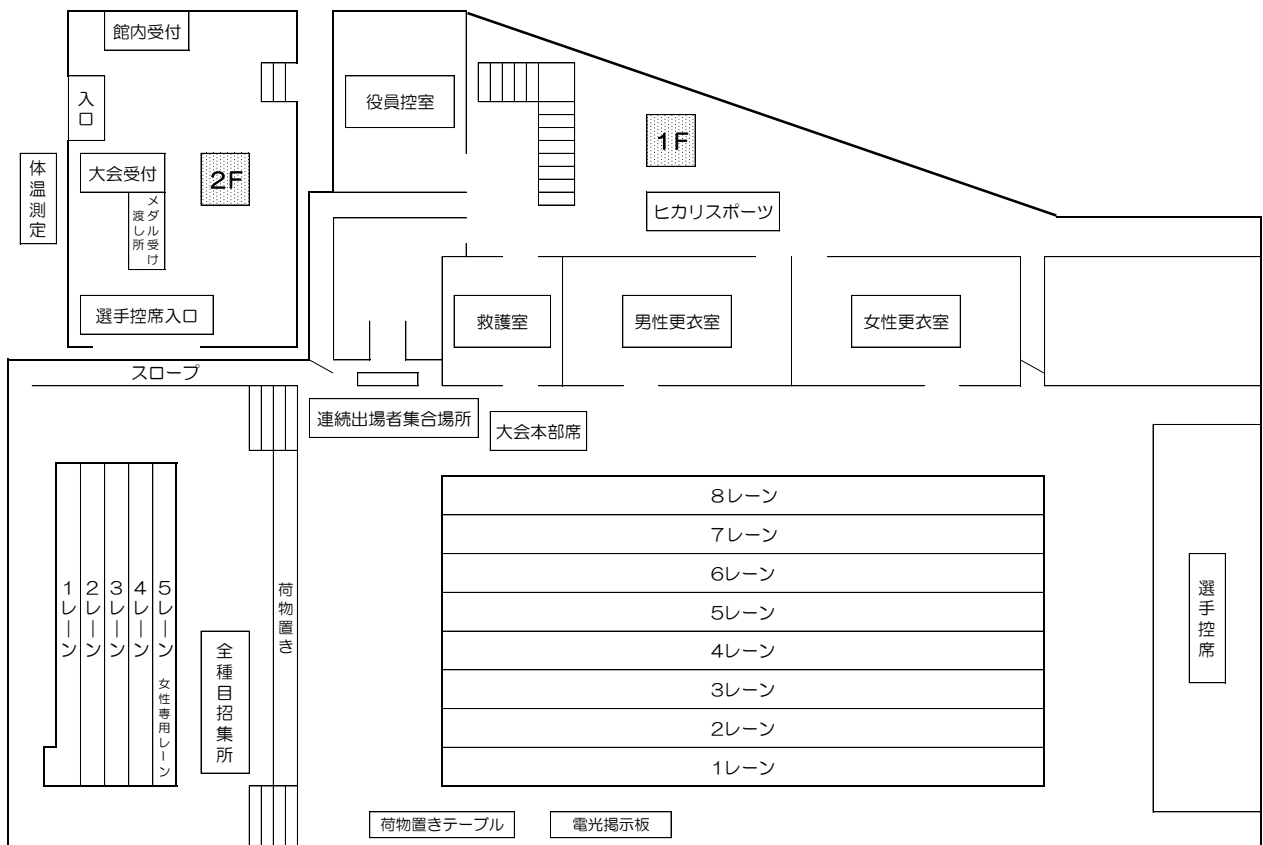 館内受付
入口
役員控室
1F
体温測定
大会受付
2F
メダル受け
渡し所
ヒカリスポーツ
選手控席入口
救護室
男性更衣室
女性更衣室
スロープ
連続出場者集合場所
大会本部席
8レーン
7レーン
6レーン
5レーン
4レーン
3レーン
2レーン
1レーン
1レーン
2レーン
3レーン
4レーン
5レーン 女性専用レーン
全種目招集所
荷物置き
選手控席
荷物置きテーブル
電光掲示板